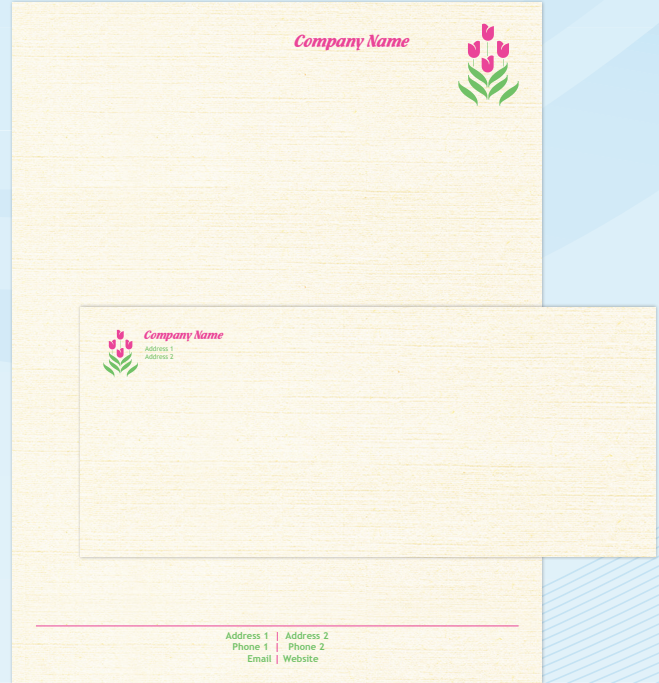 Company Name
Company Name
Address 1
Address 2
Address 1 | Address 2
Phone 1 | Phone 2
Email | Website